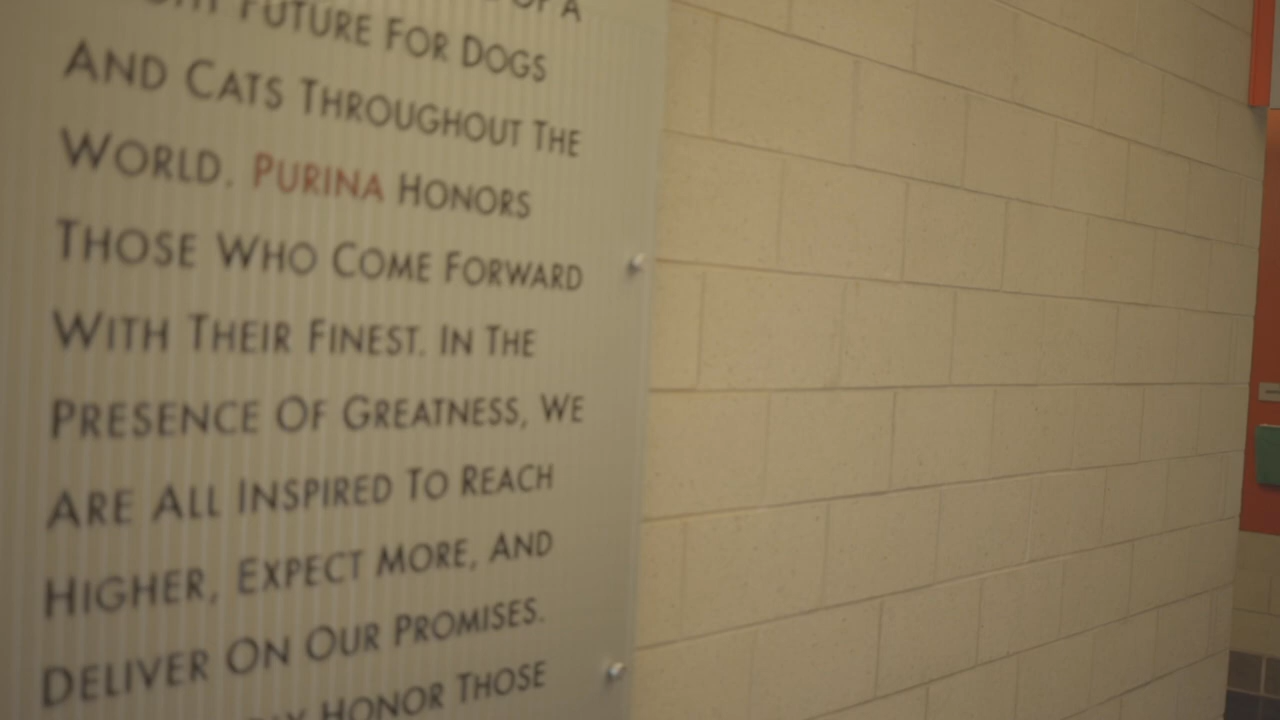 FUTURE FOR DOGS
AND CATS THROUGHOUT THE
WORLD. PURINA HONORS
THOSE WHO COME FORWARD
WITH THEIR FINEST. IN THE
PRESENCE OF GREATNESS, WE
ARE ALL INSPIRED TO REACH
HIGHER, EXPECT MORE, AND
DELIVER ON OUR PROMISES.
HONOR THOSE